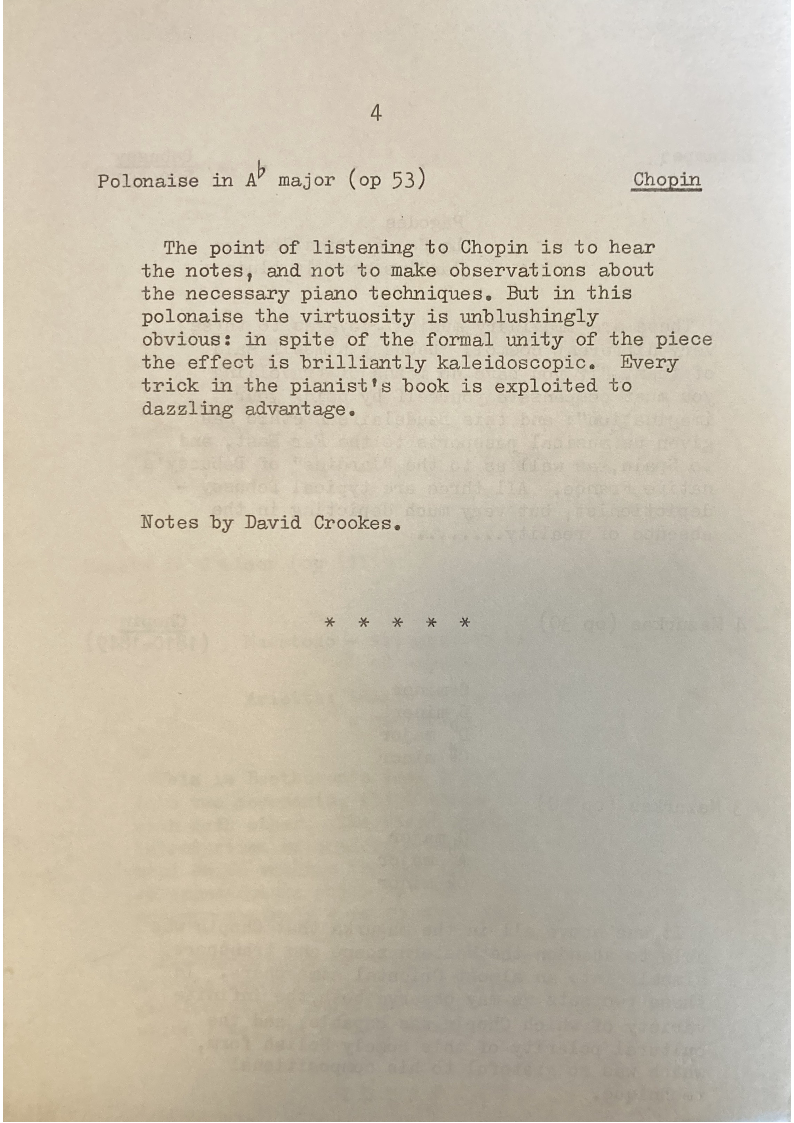 4
Polonaise in A♭ major (op 53) Chopin
The point of listening to Chopin is to hear
the notes, and not to make observations about
the necessary piano techniques. But in this
polonaise the virtuosity is unblushingly
obvious: in spite of the formal unity of the piece
the effect is brilliantly kaleidoscopic. Every
trick in the pianist's book is exploited to
dazzling advantage.
Notes by David Crookes.
* * * * *